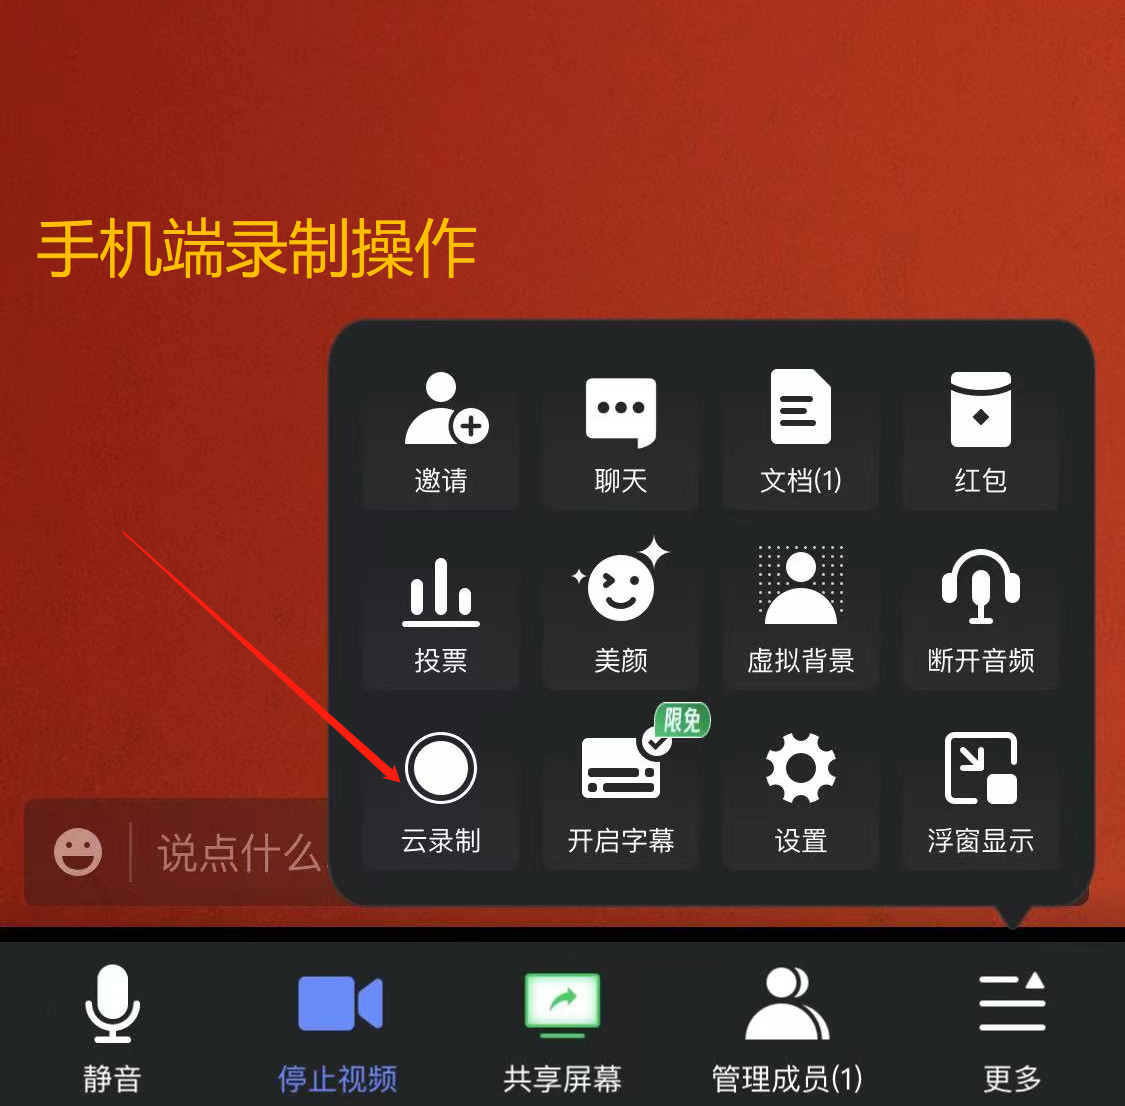 手机端录制操作
邀请
聊天
文档(1)
红包
投票
美颜
虚拟背景
断开音频
限免
云录制
开启字幕
设置
浮窗显示
说点什么
静音
停止视频
共享屏幕
管理成员(1)
更多